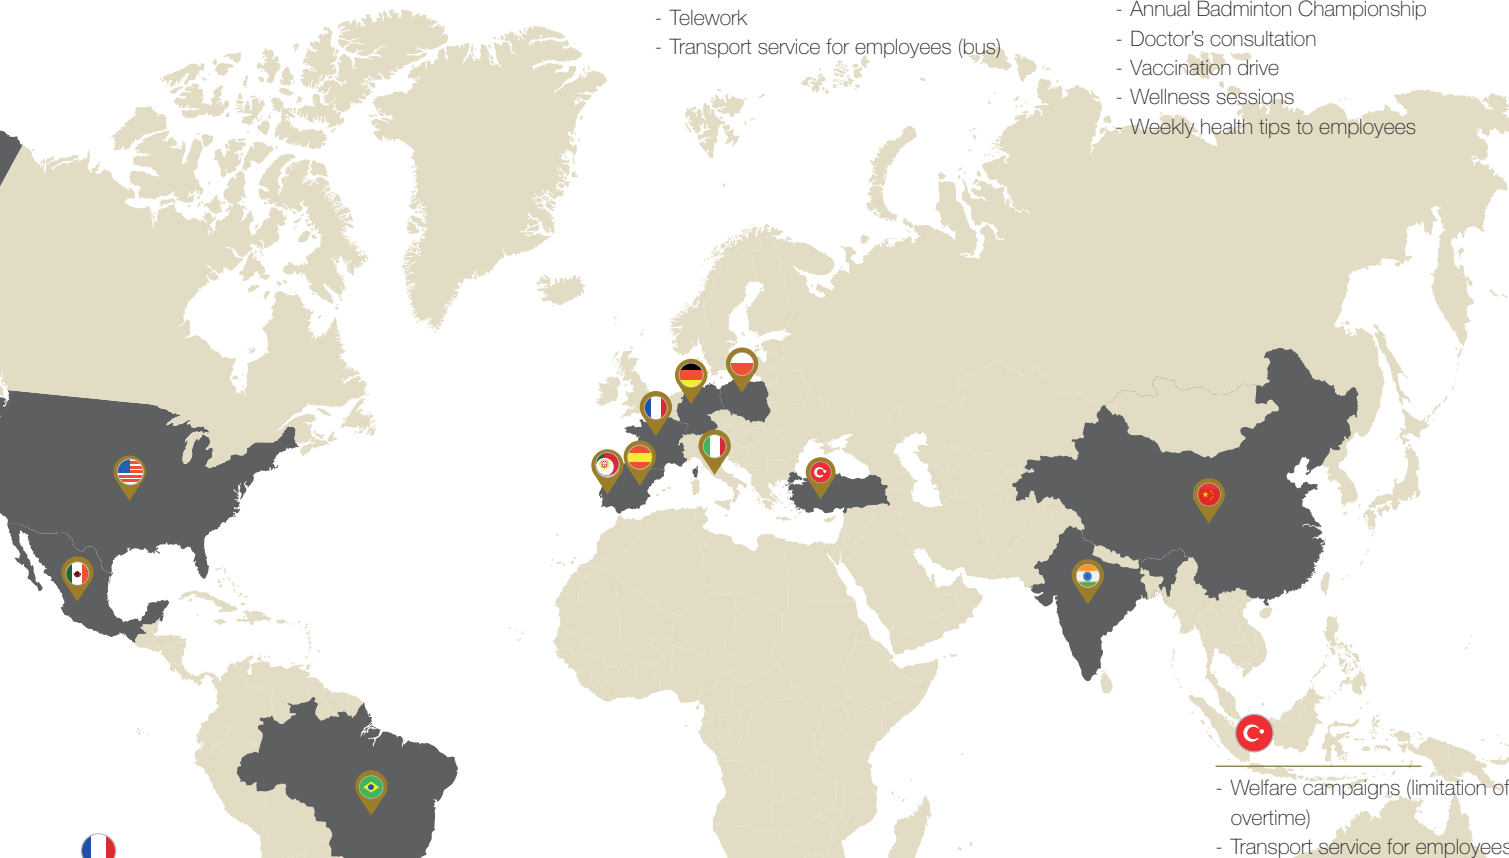 - Telework
- Transport service for employees (bus)
- Annual Badminton Championship
- Doctor's consultation
- Vaccination drive
- Wellness sessions
- Weekly health tips to employees
- Welfare campaigns (limitation of
overtime)
- Transport service for employees